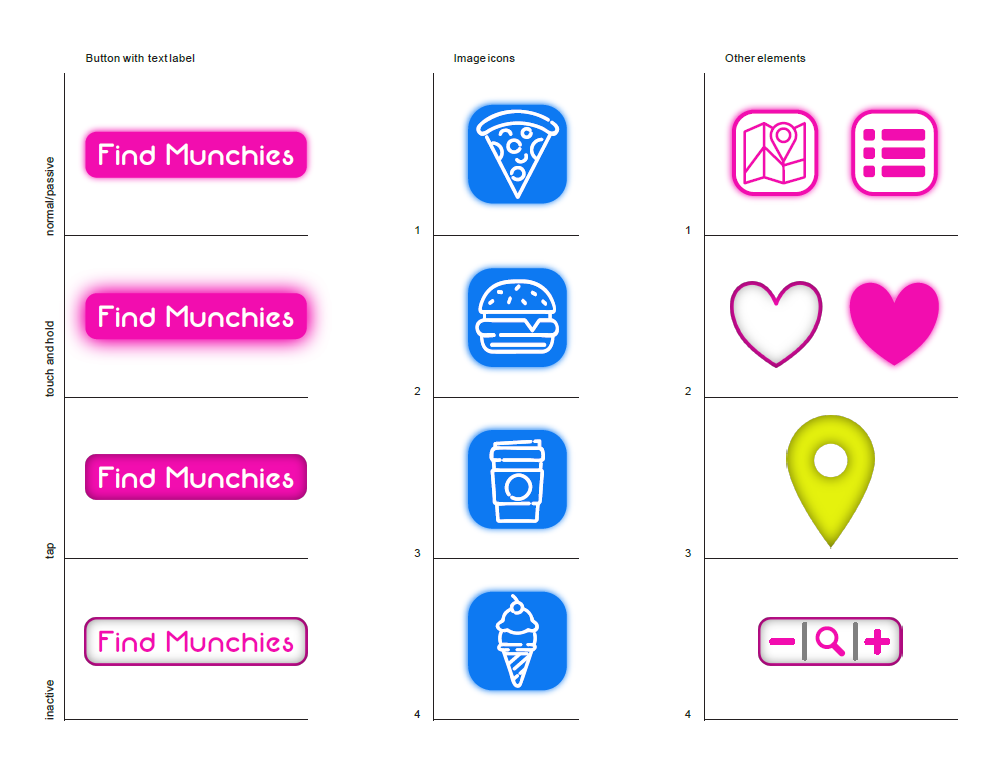 Button with text label
Image icons
Other elements
normal/passive
Find Munchies
1
1
touch and hold
Find Munchies
2
2
tap
Find Munchies
3
3
inactive
Find Munchies
4
4